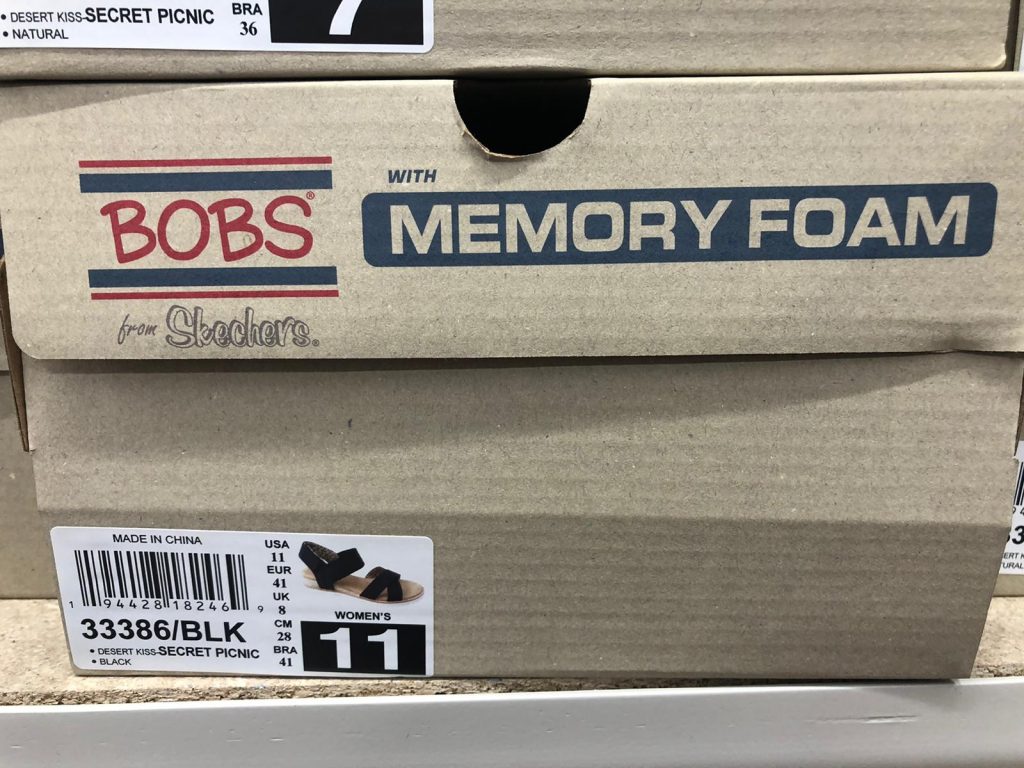 • DESERT KISS-SECRET PICNIC
• NATURAL
BRA
36
7
BOBS®
from Skechers.
WITH
MEMORY FOAM
MADE IN CHINA
1 94428 18246 9
33386/BLK
• DESERT KISS-SECRET PICNIC
• BLACK
USA
11
EUR
41
UK
8
CM
28
BRA
41
WOMEN'S
11